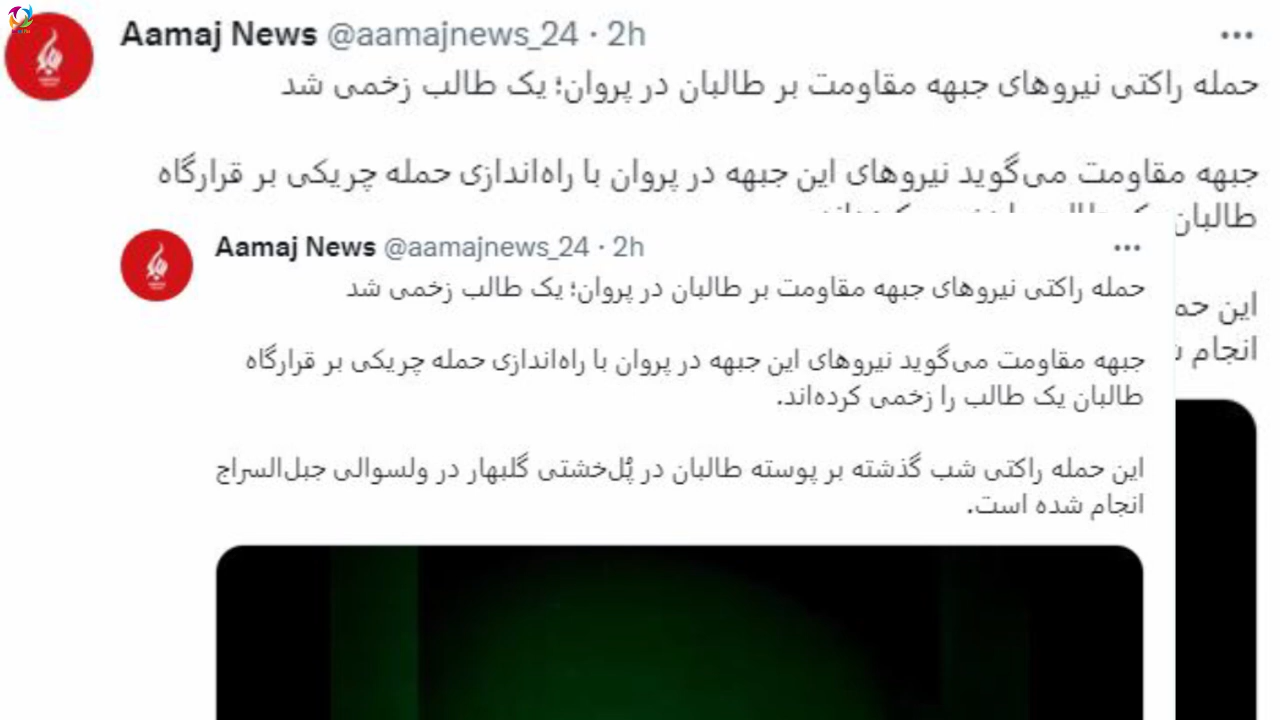 Aamaj News @aamajnews_24 · 2h
حمله راکتی نیروهای جبهه مقاومت بر طالبان در پروان؛ یک طالب زخمی شد
جبهه مقاومت می‌گوید نیروهای این جبهه در پروان با راه‌اندازی حمله چریکی بر قرارگاه
طالبان
این
انجام
Aamaj News @aamajnews_24 · 2h
حمله راکتی نیروهای جبهه مقاومت بر طالبان در پروان؛ یک طالب زخمی شد
جبهه مقاومت می‌گوید نیروهای این جبهه در پروان با راه‌اندازی حمله چریکی بر قرارگاه
طالبان یک طالب را زخمی کرده‌اند.
این حمله راکتی شب گذشته بر پوسته طالبان در پُل‌خشتی گلبهار در ولسوالی جبل‌السراج
انجام شده است.